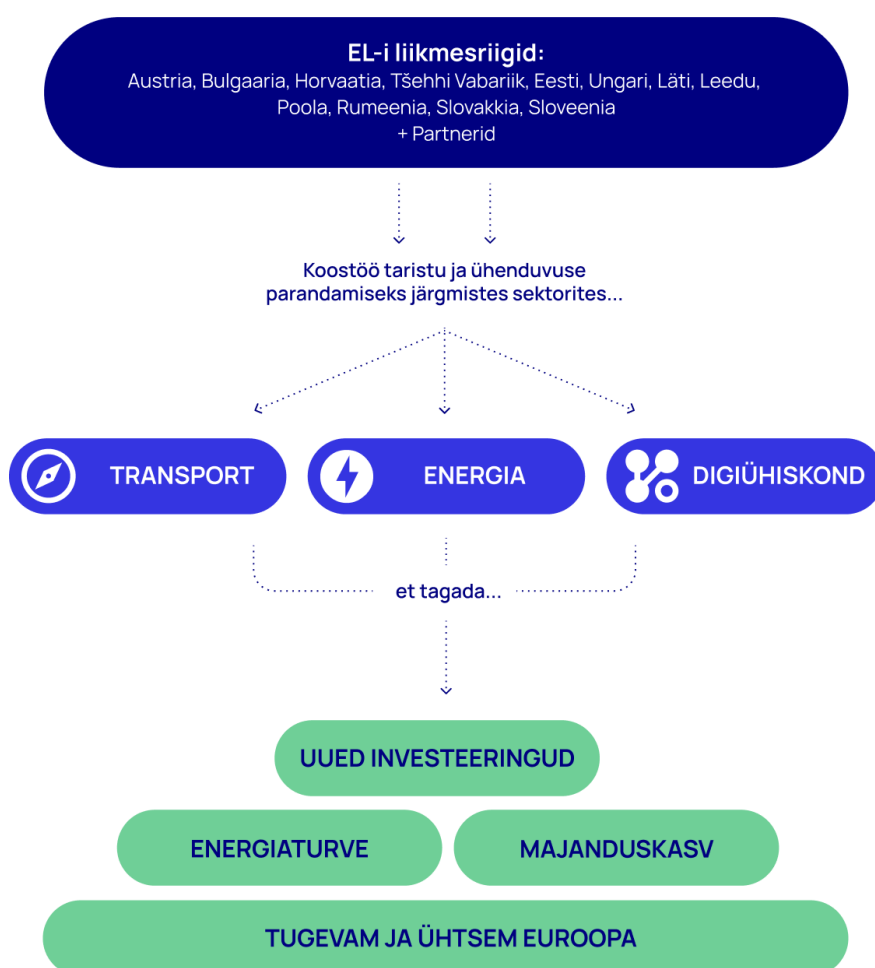 EL-i liikmesriigid:
Austria, Bulgaaria, Horvaatia, Tšehhi Vabariik, Eesti, Ungari, Läti, Leedu,
Poola, Rumeenia, Slovakkia, Sloveenia
+ Partnerid
Koostöö taristu ja ühenduvuse
parandamiseks järgmistes sektorites...
TRANSPORT
ENERGIA
DIGIÜHISKOND
et tagada...
UUED INVESTEERINGUD
ENERGIATURVE
MAJANDUSKASV
TUGEVAM JA ÜHTSEM EUROOPA